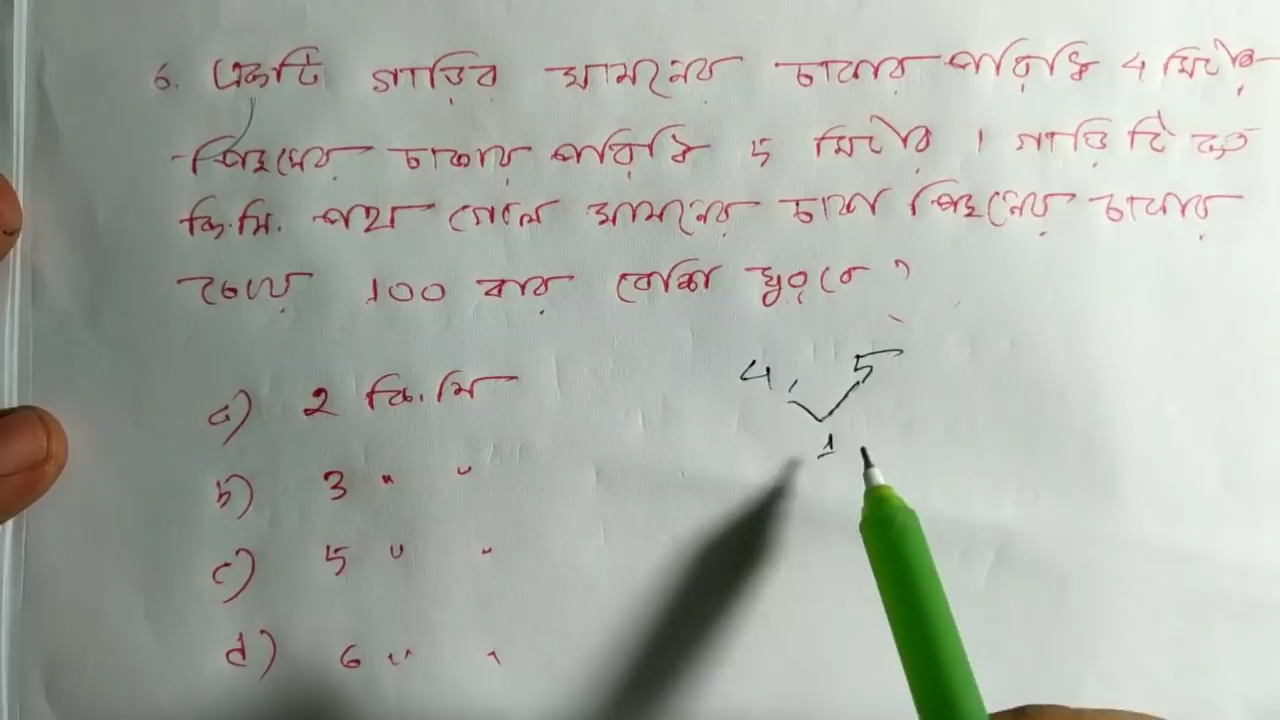 6. একটি গাড়ির সামনের চাকার পরিধি 4 মিটার
পিছনের চাকার পরিধি 5 মিটার । গাড়ি টি কত
কি.মি. পথ গেলে সামনের চাকা পিছনের চাকার
চেয়ে 100 বার বেশি ঘুরবে ?
4, 5
1
a) 2 কি.মি
b) 3 " "
c) 5 " "
d) 6 " "